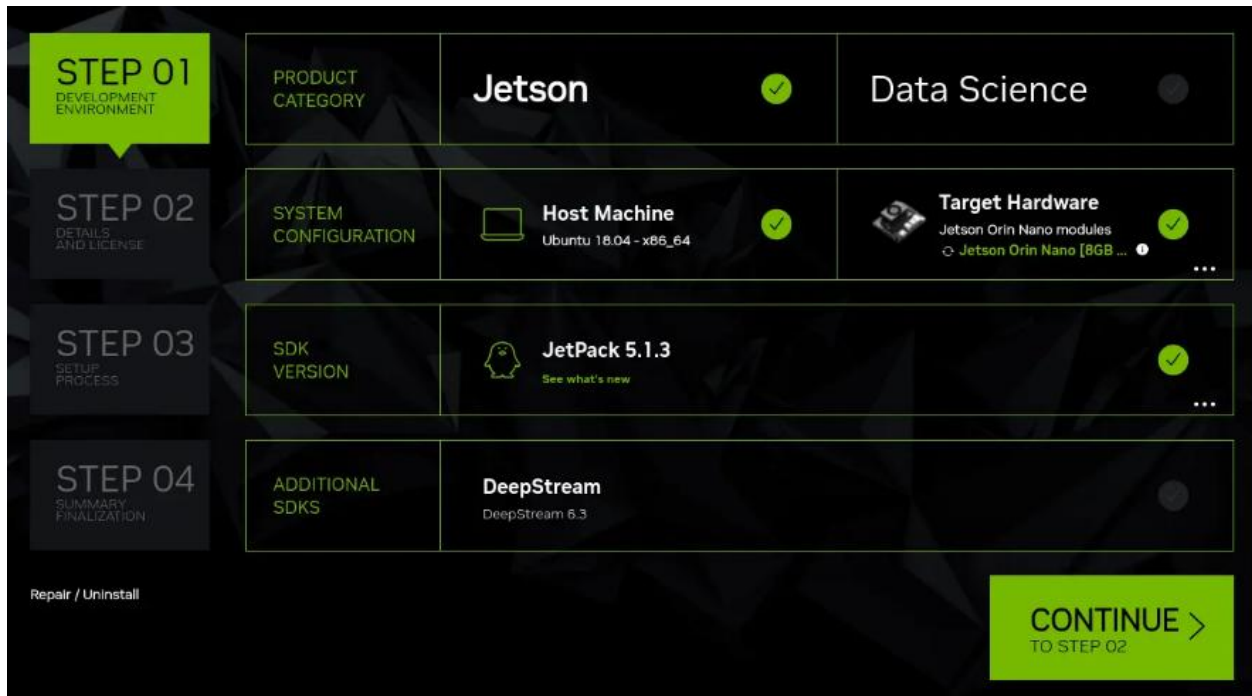 STEP 01
DEVELOPMENT
ENVIRONMENT
PRODUCT
CATEGORY
Jetson
Data Science
STEP 02
DETAILS
AND LICENSE
SYSTEM
CONFIGURATION
Host Machine
Ubuntu 18.04 - x86_64
Target Hardware
Jetson Orin Nano modules
Jetson Orin Nano [8GB ...
...
STEP 03
SETUP
PROCESS
SDK
VERSION
JetPack 5.1.3
See what's new
...
STEP 04
SUMMARY
FINALIZATION
ADDITIONAL
SDKS
DeepStream
DeepStream 6.3
Repair / Uninstall
CONTINUE >
TO STEP 02